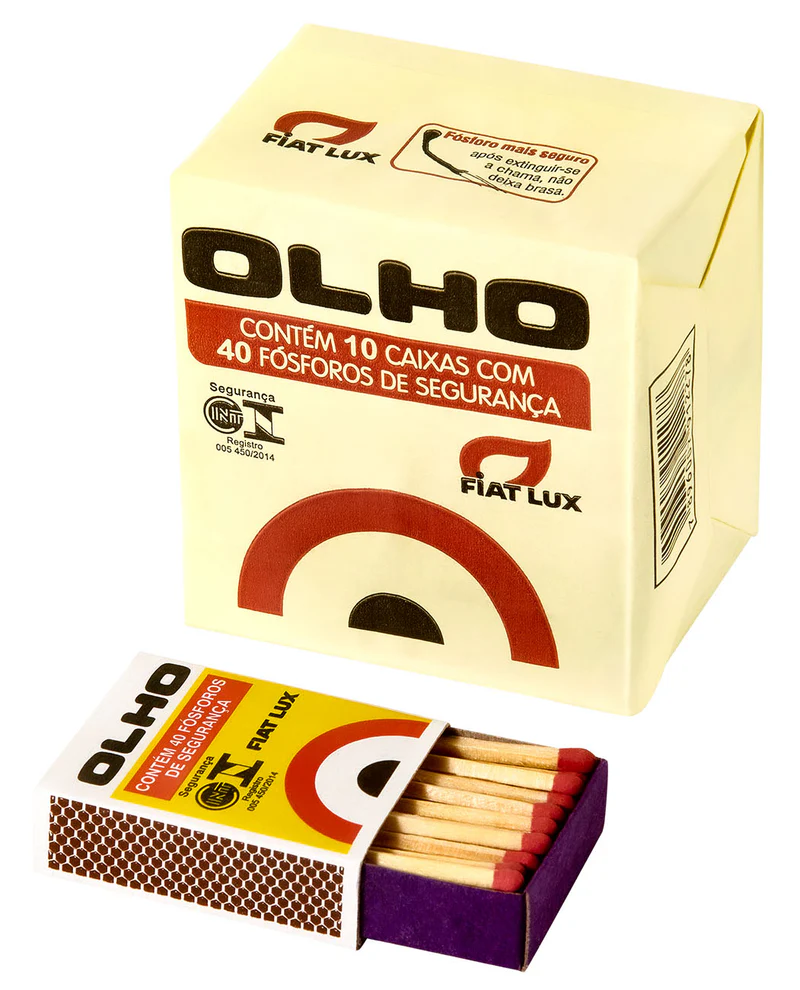 FIAT LUX
Fósforo mais seguro
após extinguir-se
a chama, não
deixa brasa.
OLHO
CONTÉM 10 CAIXAS COM
40 FÓSFOROS DE SEGURANÇA
Segurança
INT
Registro
005 450/2014
FIAT LUX
OLHO
CONTÉM 40 FÓSFOROS
DE SEGURANÇA
Segurança
INT
Registro
005 450/2014
FIAT LUX